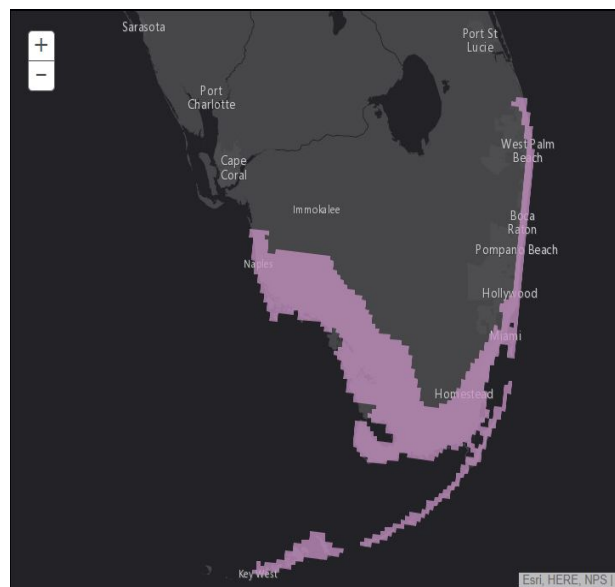 Sarasota
Port St
Lucie
+
−
Port
Charlotte
West Palm
Beach
Cape
Coral
Immokalee
Boca
Raton
Pompano Beach
Naples
Hollywood
Miami
Homestead
Key West
Esri, HERE, NPS